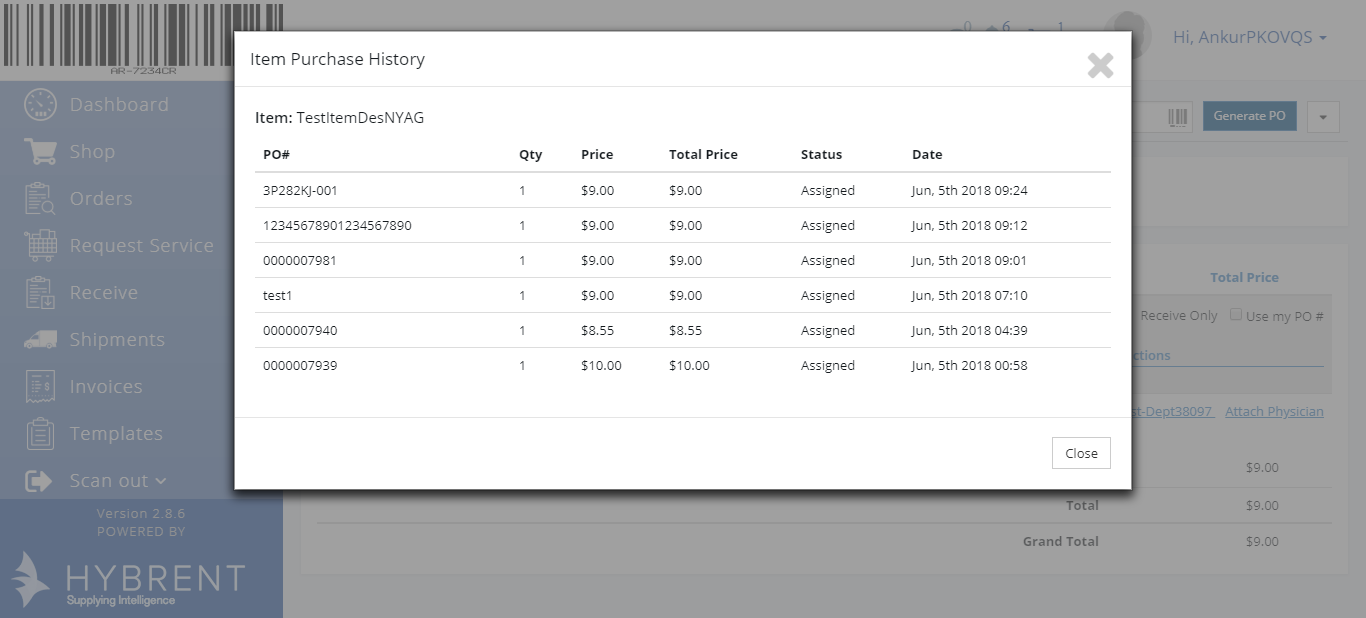 AR-7234CR
0 6 1
Hi, AnkurPKOVQS
Item Purchase History
Dashboard
Shop
Orders
Request Service
Receive
Shipments
Invoices
Templates
Scan out
Version 2.8.6
POWERED BY
HYBRENT
Supplying Intelligence
Generate PO
Item: TestItemDesNYAG
PO# Qty Price Total Price Status Date
3P282KJ-001 1 $9.00 $9.00 Assigned Jun, 5th 2018 09:24
12345678901234567890 1 $9.00 $9.00 Assigned Jun, 5th 2018 09:12
0000007981 1 $9.00 $9.00 Assigned Jun, 5th 2018 09:01
test1 1 $9.00 $9.00 Assigned Jun, 5th 2018 07:10
0000007940 1 $8.55 $8.55 Assigned Jun, 5th 2018 04:39
0000007939 1 $10.00 $10.00 Assigned Jun, 5th 2018 00:58
Close
Total Price
Receive Only Use my PO #
ctions
st-Dept38097 Attach Physician
$9.00
Total $9.00
Grand Total $9.00